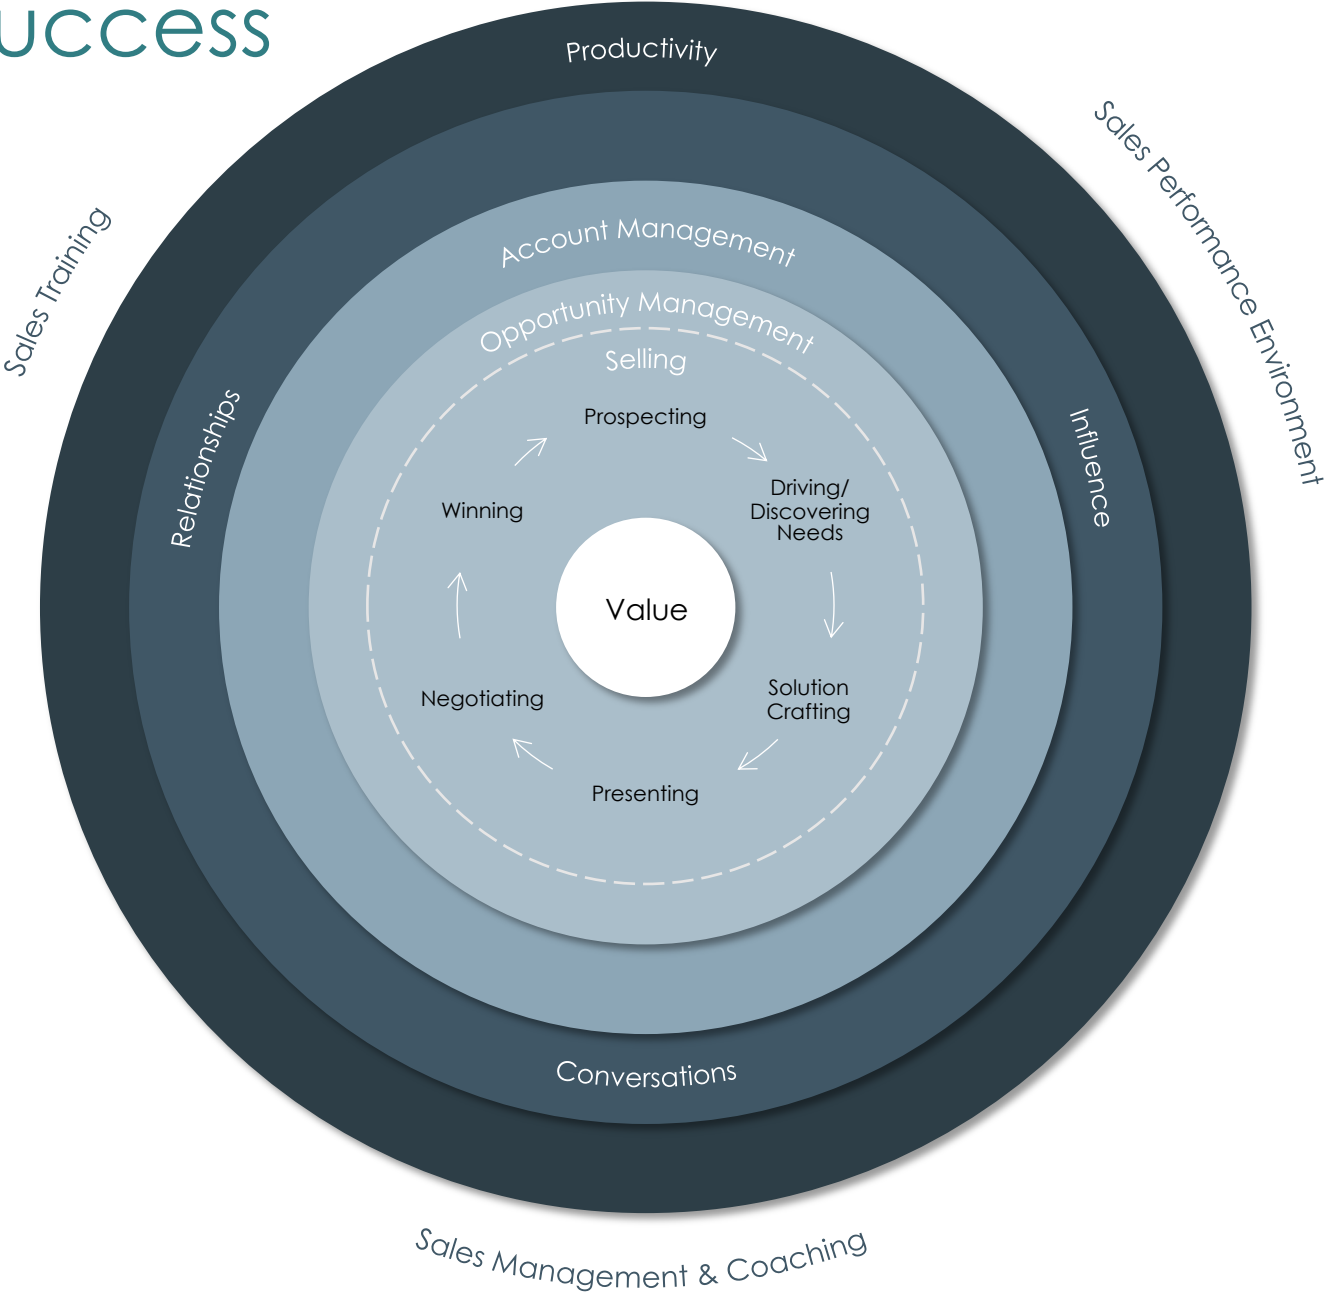 uccess
Productivity
Sales Performance Environment
Sales Training
Account Management
Opportunity Management
Selling
Prospecting
Relationships
Influence
Driving/
Discovering
Needs
Winning
Value
Solution
Crafting
Negotiating
Presenting
Conversations
Sales Management & Coaching